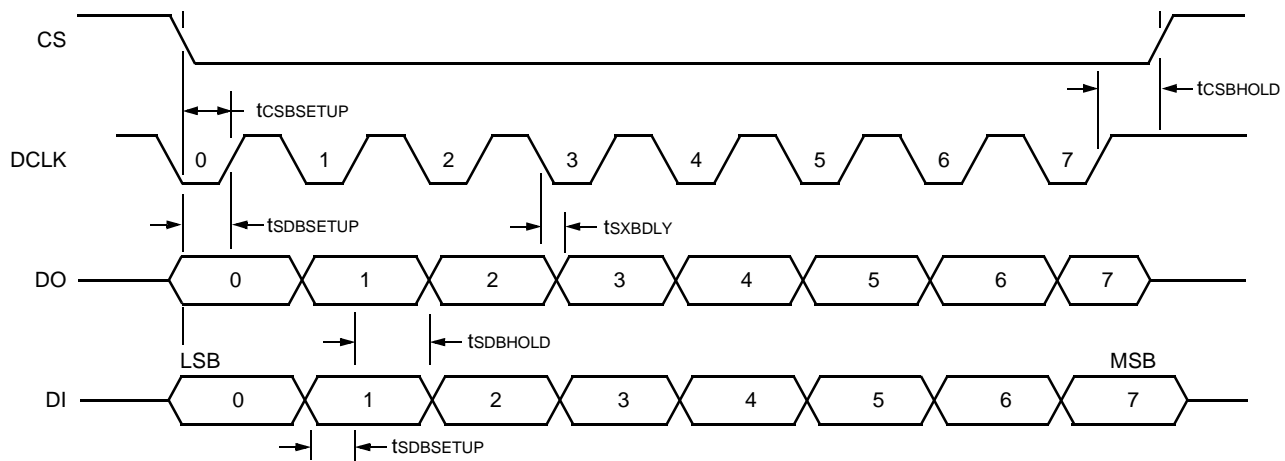 CS
tCSBSETUP
tCSBHOLD
DCLK 0 1 2 3 4 5 6 7
tSDBSETUP
tSXBDLY
DO 0 1 2 3 4 5 6 7
tSDBHOLD
LSB MSB
DI 0 1 2 3 4 5 6 7
tSDBSETUP